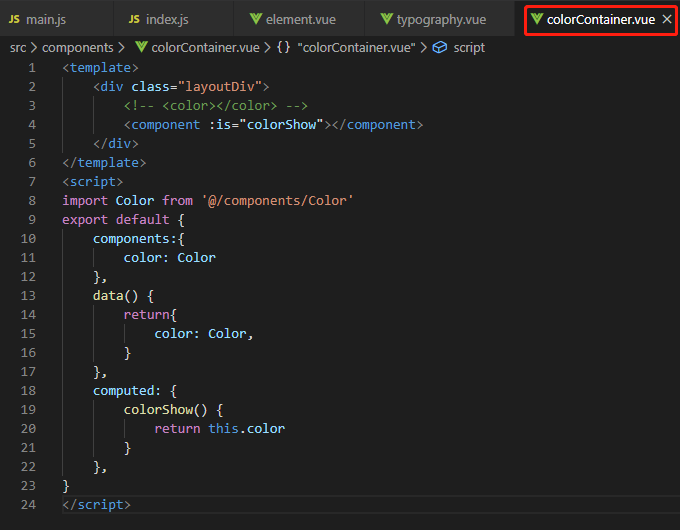 JS main.js JS index.js element.vue typography.vue colorContainer.vue ×
src > components > colorContainer.vue > {} "colorContainer.vue" > script
1 <template>
2 <div class="layoutDiv">
3 <!-- <color></color> -->
4 <component :is="colorShow"></component>
5 </div>
6 </template>
7 <script>
8 import Color from '@/components/Color'
9 export default {
10 components:{
11 color: Color
12 },
13 data() {
14 return{
15 color: Color,
16 }
17 },
18 computed: {
19 colorShow() {
20 return this.color
21 }
22 },
23 }
24 </script>